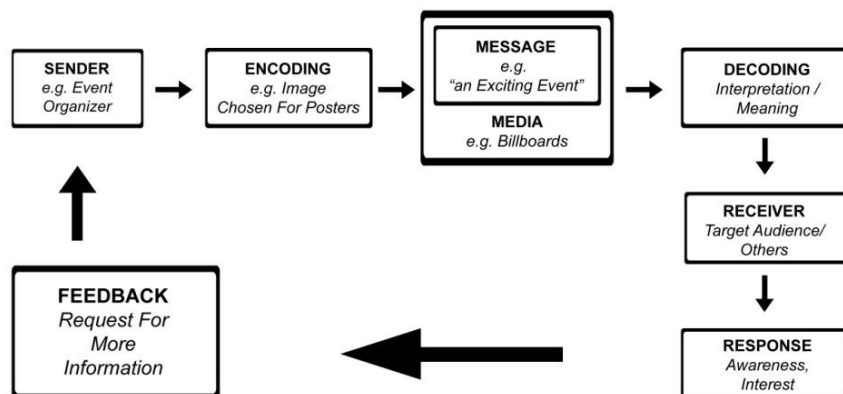 SENDER
e.g. Event
Organizer
ENCODING
e.g. Image
Chosen For Posters
MESSAGE
e.g.
“an Exciting Event”
MEDIA
e.g. Billboards
DECODING
Interpretation /
Meaning
RECEIVER
Target Audience/
Others
RESPONSE
Awareness,
Interest
FEEDBACK
Request For
More
Information